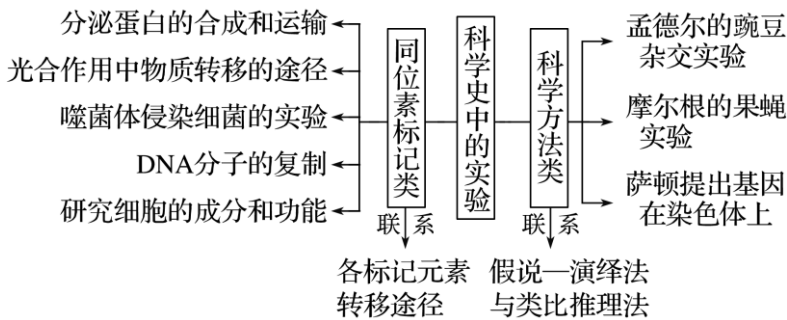 分泌蛋白的合成和运输
光合作用中物质转移的途径
噬菌体侵染细菌的实验
DNA分子的复制
研究细胞的成分和功能
同位素标记类
联系
各标记元素
转移途径
科学史中的实验
科学方法类
联系
假说—演绎法
与类比推理法
孟德尔的豌豆
杂交实验
摩尔根的果蝇
实验
萨顿提出基因
在染色体上